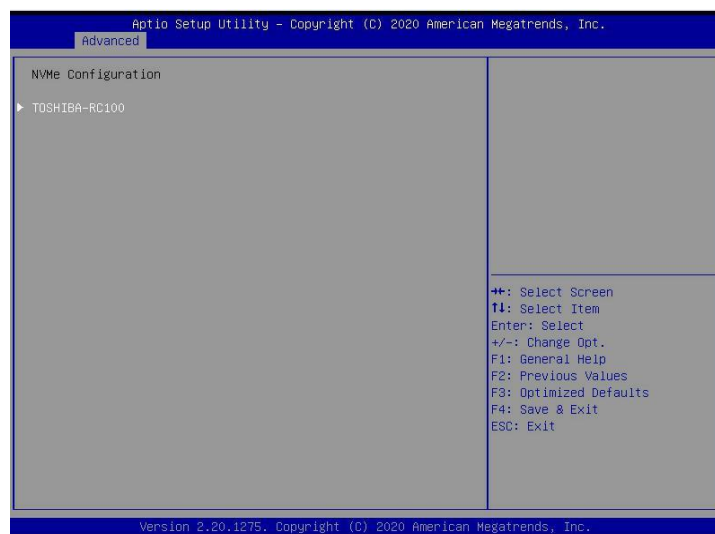 Aptio Setup Utility – Copyright (C) 2020 American Megatrends, Inc.
Advanced
NVMe Configuration
▶ TOSHIBA-RC100
→←: Select Screen
↑↓: Select Item
Enter: Select
+/-: Change Opt.
F1: General Help
F2: Previous Values
F3: Optimized Defaults
F4: Save & Exit
ESC: Exit
Version 2.20.1275. Copyright (C) 2020 American Megatrends, Inc.